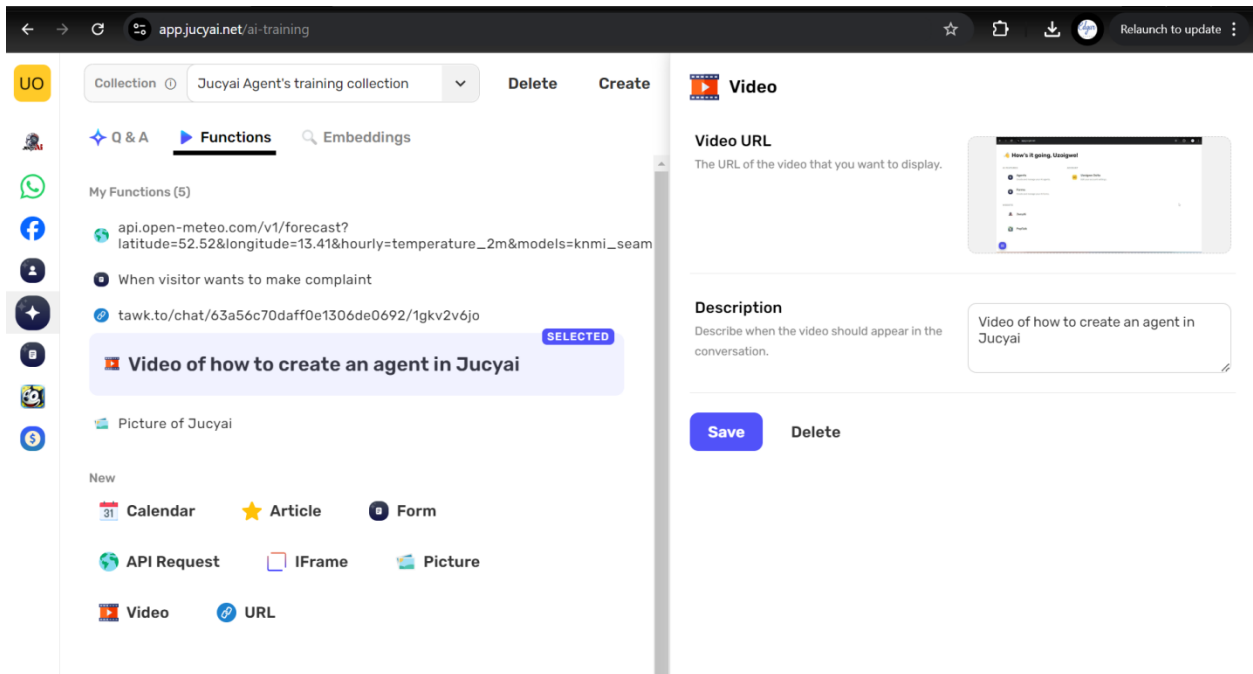 app.jucyai.net/ai-training
Relaunch to update
UO
Collection
Jucyai Agent's training collection
Delete
Create
Q & A
Functions
Embeddings
My Functions (5)
api.open-meteo.com/v1/forecast?
latitude=52.52&longitude=13.41&hourly=temperature_2m&models=knmi_seam
When visitor wants to make complaint
tawk.to/chat/63a56c70daff0e1306de0692/1gkv2v6jo
SELECTED
Video of how to create an agent in Jucyai
Picture of Jucyai
New
31
Calendar
Article
Form
API Request
IFrame
Picture
Video
URL
Video
Video URL
The URL of the video that you want to display.
How's it going, Uzoigwe!
Description
Describe when the video should appear in the
conversation.
Video of how to create an agent in
Jucyai
Save
Delete